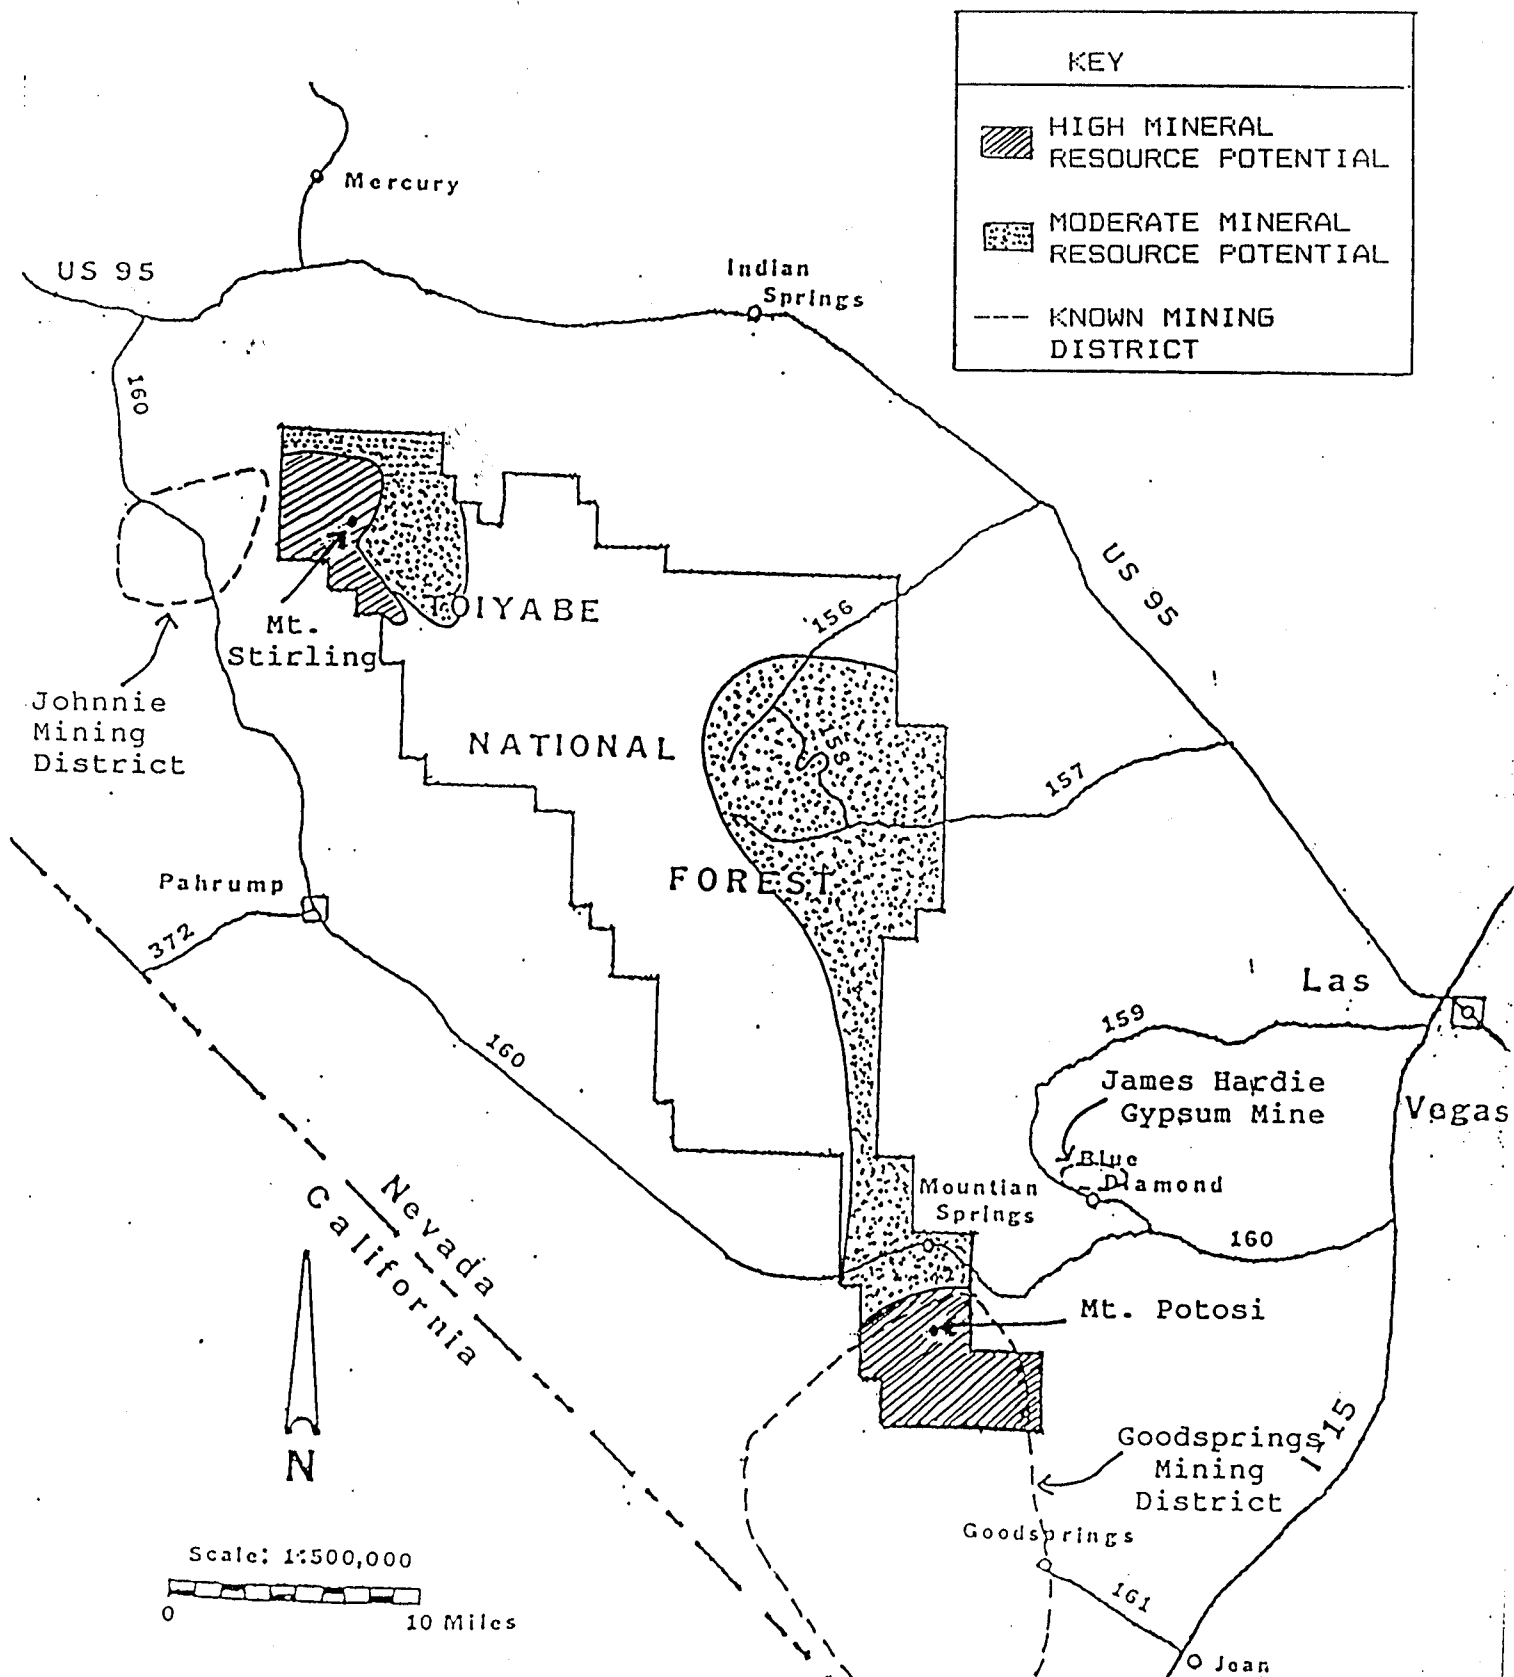 KEY
HIGH MINERAL
RESOURCE POTENTIAL
MODERATE MINERAL
RESOURCE POTENTIAL
KNOWN MINING
DISTRICT
Mercury
US 95
Indian
Springs
160
TOIYABE
156
US 95
Mt.
Stirling
Johnnie
Mining
District
NATIONAL
158
157
FOREST
Pahrump
372
Las
159
160
James Hardie
Gypsum Mine
Vegas
Blue
Diamond
Mountian
Springs
160
Nevada
California
Mt. Potosi
N
I-15
Goodsprings
Mining
District
Goodsprings
161
Scale: 1:500,000
0
10 Miles
Jean